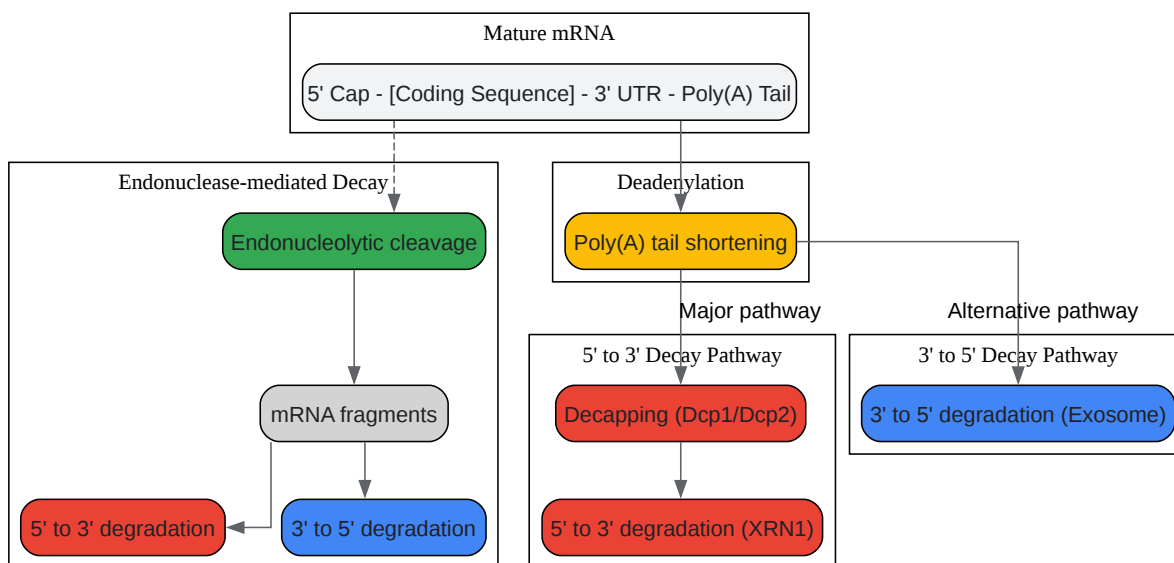 Mature mRNA
5' Cap - [Coding Sequence] - 3' UTR - Poly(A) Tail
Endonuclease-mediated Decay
Deadenylation
Endonucleolytic cleavage
Poly(A) tail shortening
Major pathway
Alternative pathway
5' to 3' Decay Pathway
3' to 5' Decay Pathway
mRNA fragments
Decapping (Dcp1/Dcp2)
3' to 5' degradation (Exosome)
5' to 3' degradation
3' to 5' degradation
5' to 3' degradation (XRN1)